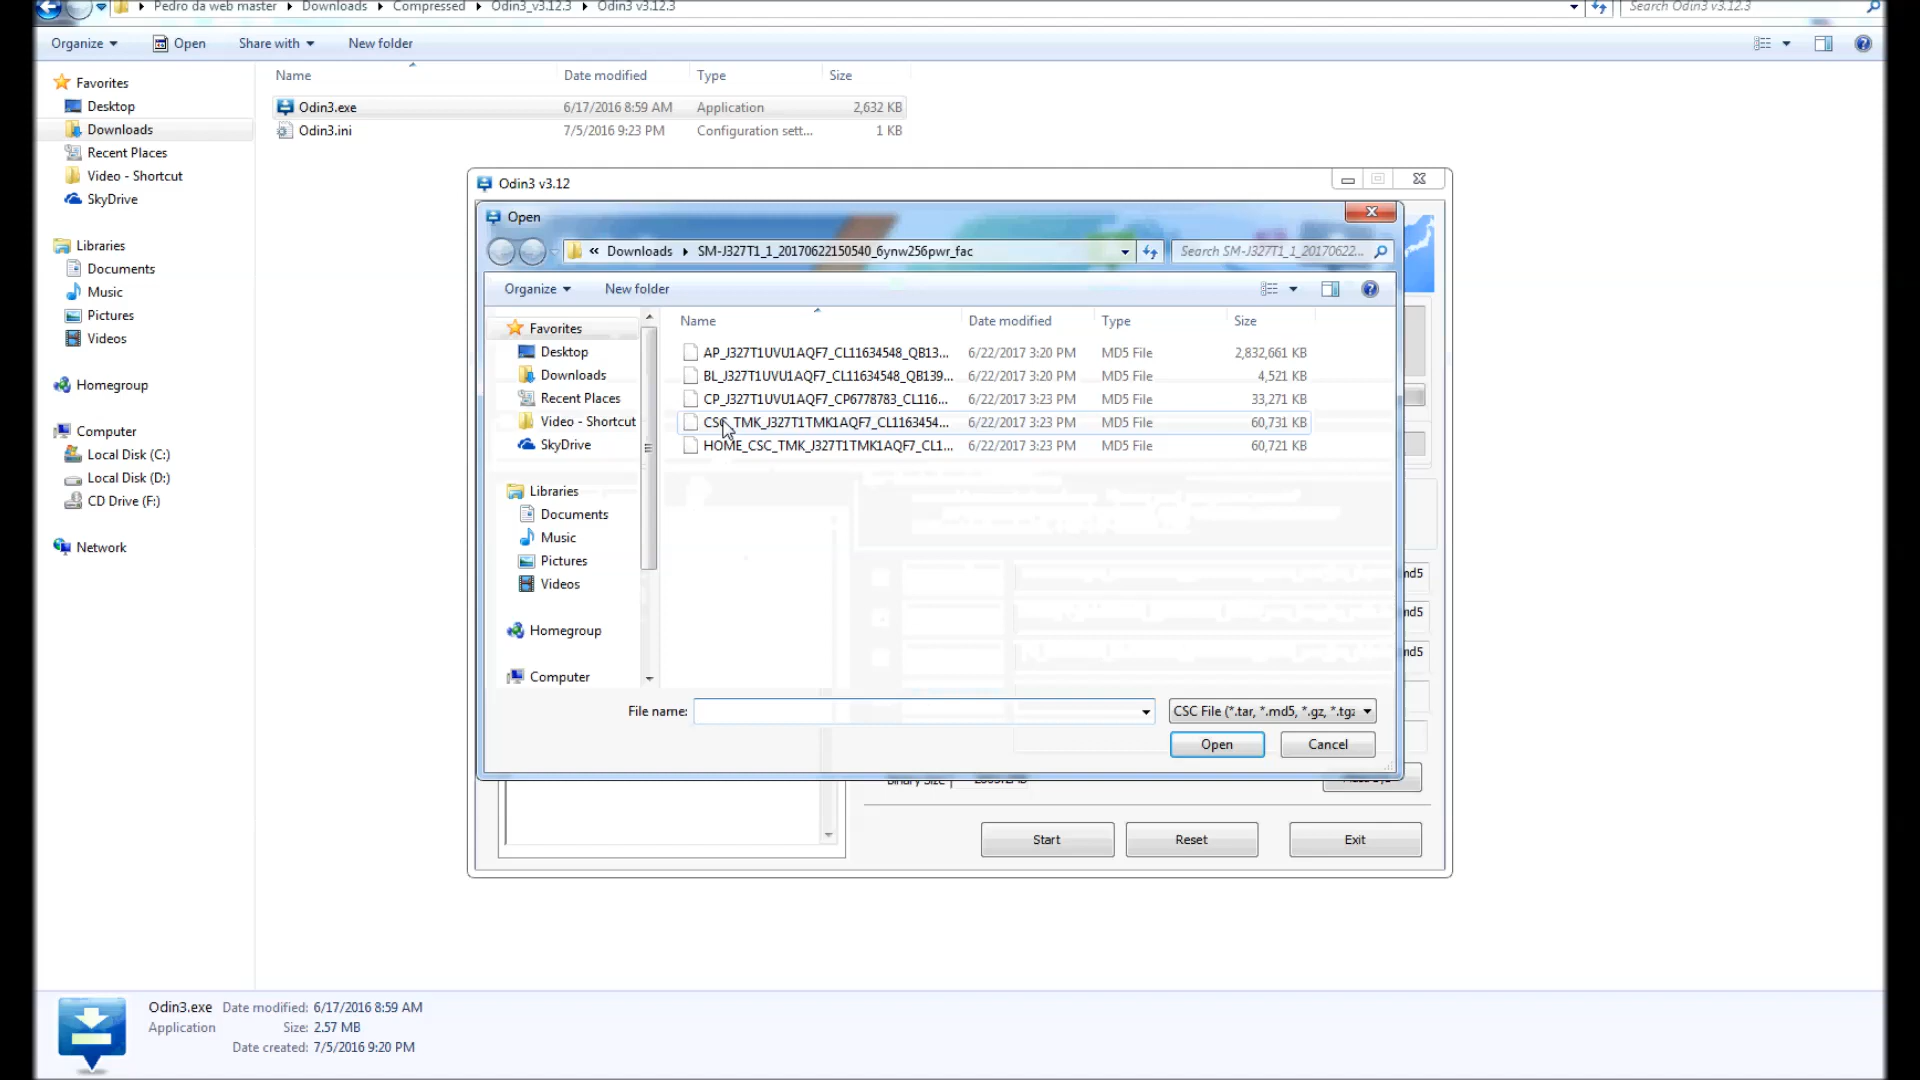 Pedro da web master Downloads Compressed Odin3_v3.12.3 Odin3 v3.12.3 Search Odin3 v3.12.3
Organize Open Share with New folder
Name Date modified Type Size
Odin3.exe 6/17/2016 8:59 AM Application 2,632 KB
Odin3.ini 7/5/2016 9:23 PM Configuration sett... 1 KB
Favorites
Desktop
Downloads
Recent Places
Video - Shortcut
SkyDrive
Libraries
Documents
Music
Pictures
Videos
Homegroup
Computer
Local Disk (C:)
Local Disk (D:)
CD Drive (F:)
Network
Odin3 v3.12
Open
« Downloads SM-J327T1_1_20170622150540_6ynw256pwr_fac Search SM-J327T1_1_20170622...
Organize New folder
Name Date modified Type Size
AP_J327T1UVU1AQF7_CL11634548_QB13... 6/22/2017 3:20 PM MD5 File 2,832,661 KB
BL_J327T1UVU1AQF7_CL11634548_QB139... 6/22/2017 3:20 PM MD5 File 4,521 KB
CP_J327T1UVU1AQF7_CP6778783_CL116... 6/22/2017 3:23 PM MD5 File 33,271 KB
CSC_TMK_J327T1TMK1AQF7_CL1163454... 6/22/2017 3:23 PM MD5 File 60,731 KB
HOME_CSC_TMK_J327T1TMK1AQF7_CL1... 6/22/2017 3:23 PM MD5 File 60,721 KB
Favorites
Desktop
Downloads
Recent Places
Video - Shortcut
SkyDrive
Libraries
Documents
Music
Pictures
Videos
Homegroup
Computer
md5
md5
md5
File name: CSC File (*.tar, *.md5, *.gz, *.tgz
Open Cancel
Binary Size
Start Reset Exit
Odin3.exe Date modified: 6/17/2016 8:59 AM
Application Size: 2.57 MB
Date created: 7/5/2016 9:20 PM